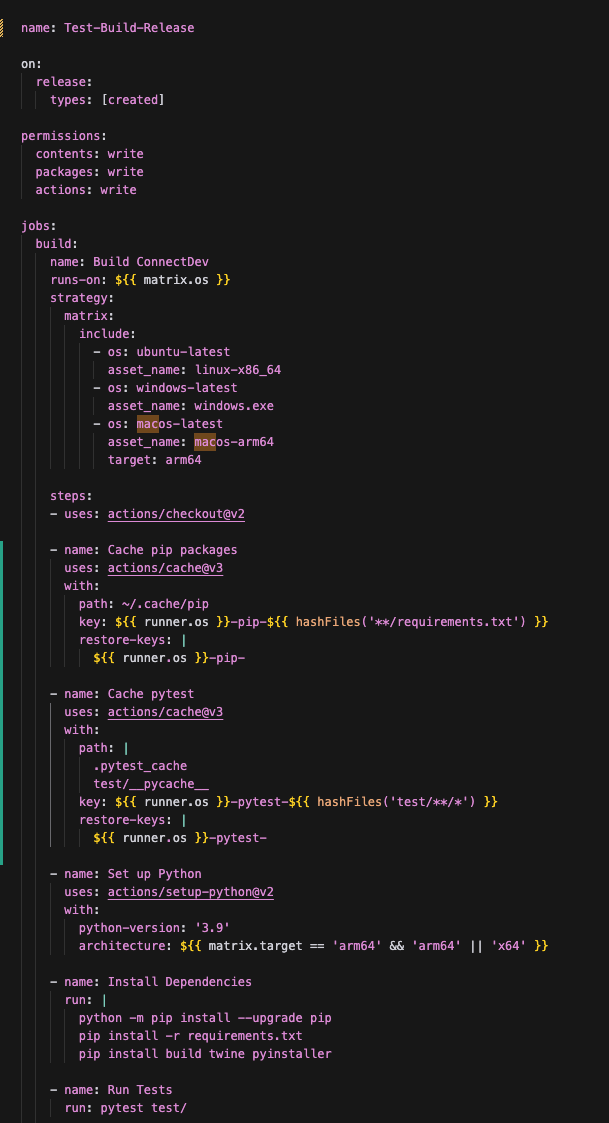 name: Test-Build-Release
on:
release:
types: [created]
permissions:
contents: write
packages: write
actions: write
jobs:
build:
name: Build ConnectDev
runs-on: ${{ matrix.os }}
strategy:
matrix:
include:
- os: ubuntu-latest
asset_name: linux-x86_64
- os: windows-latest
asset_name: windows.exe
- os: macos-latest
asset_name: macos-arm64
target: arm64
steps:
- uses: actions/checkout@v2
- name: Cache pip packages
uses: actions/cache@v3
with:
path: ~/.cache/pip
key: ${{ runner.os }}-pip-${{ hashFiles('**/requirements.txt') }}
restore-keys: |
${{ runner.os }}-pip-
- name: Cache pytest
uses: actions/cache@v3
with:
path: |
.pytest_cache
test/__pycache__
key: ${{ runner.os }}-pytest-${{ hashFiles('test/**/*') }}
restore-keys: |
${{ runner.os }}-pytest-
- name: Set up Python
uses: actions/setup-python@v2
with:
python-version: '3.9'
architecture: ${{ matrix.target == 'arm64' && 'arm64' || 'x64' }}
- name: Install Dependencies
run: |
python -m pip install --upgrade pip
pip install -r requirements.txt
pip install build twine pyinstaller
- name: Run Tests
run: pytest test/